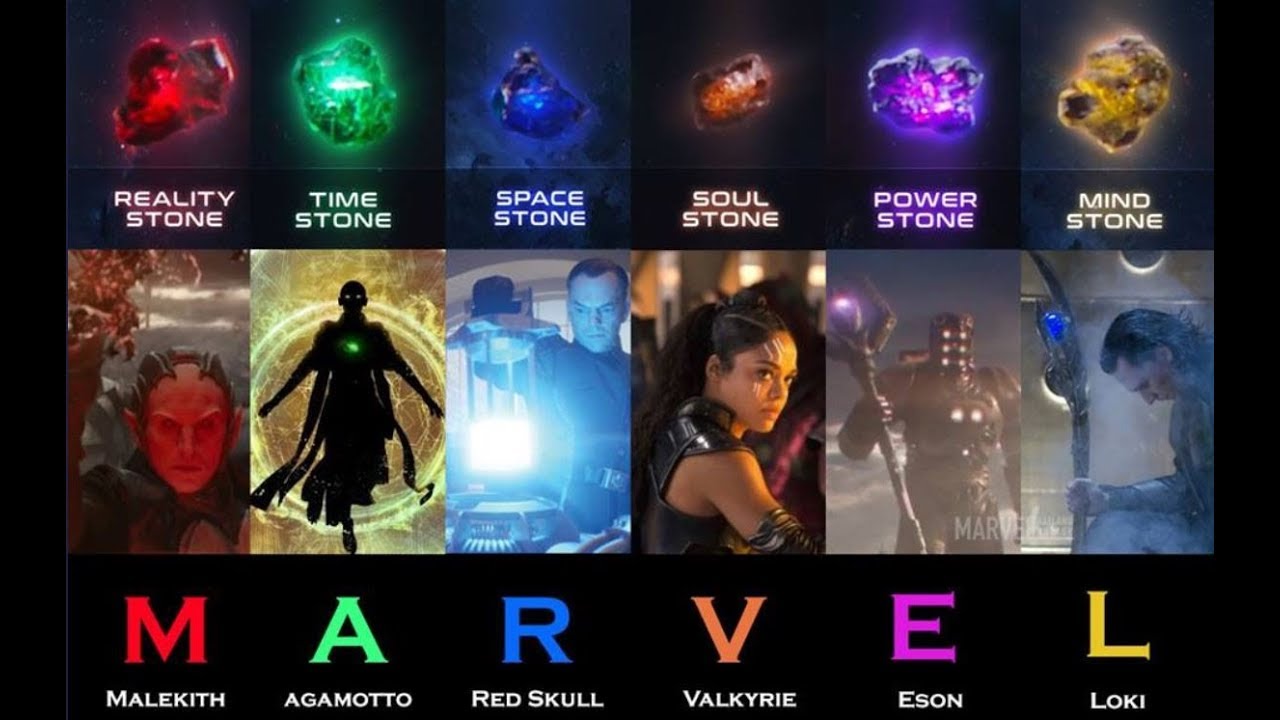 REALITY STONE
TIME STONE
SPACE STONE
SOUL STONE
POWER STONE
MIND STONE
MARVEL
M A R V E L
MALEKITH AGAMOTTO RED SKULL VALKYRIE ESON LOKI